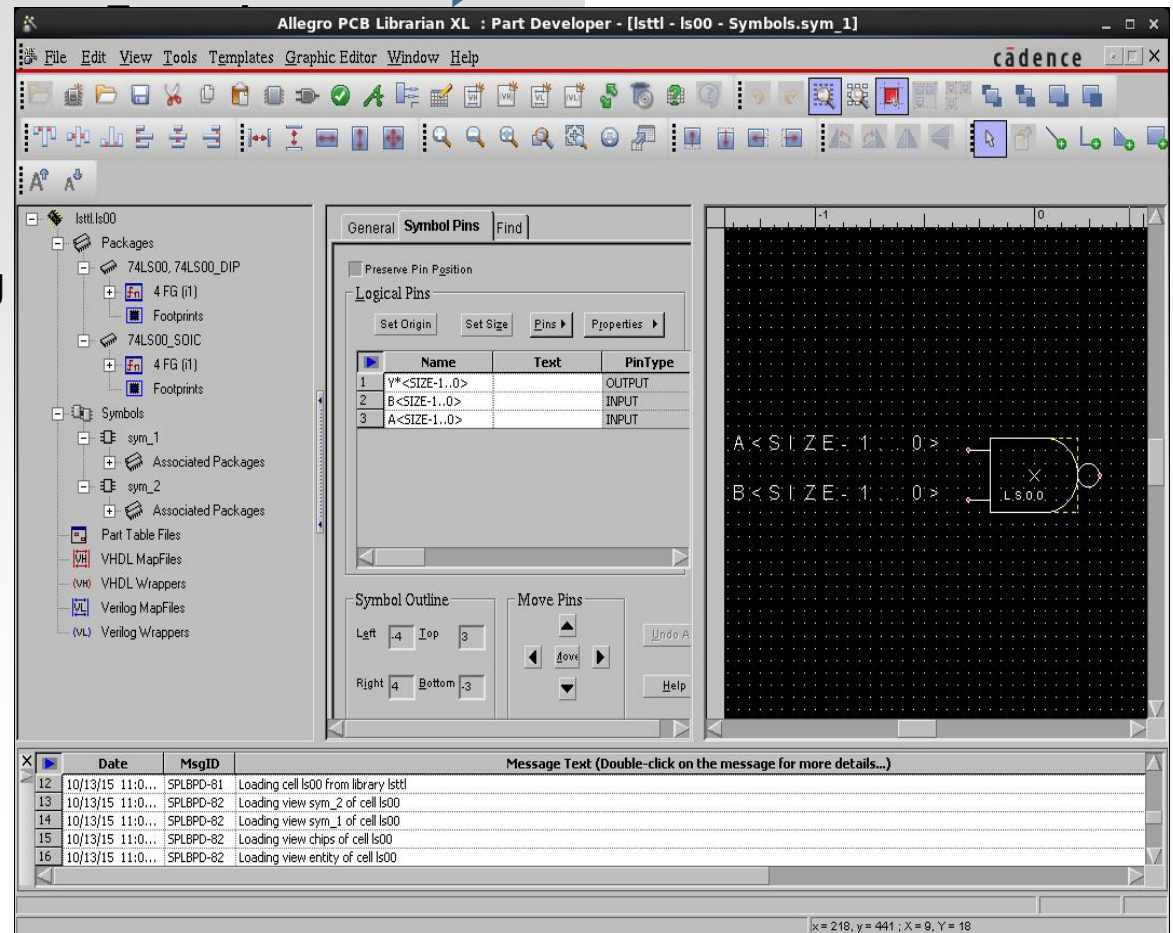 Allegro PCB Librarian XL : Part Developer - [lsttl - ls00 - Symbols.sym_1]
File Edit View Tools Templates Graphic Editor Window Help
cādence
lsttl.ls00
Packages
74LS00, 74LS00_DIP
4 FG (i1)
Footprints
74LS00_SOIC
4 FG (i1)
Footprints
Symbols
sym_1
Associated Packages
sym_2
Associated Packages
Part Table Files
VHDL MapFiles
VHDL Wrappers
Verilog MapFiles
Verilog Wrappers
General Symbol Pins Find
Preserve Pin Position
Logical Pins
Set Origin Set Size Pins Properties
Name Text PinType
1 Y*<SIZE-1..0> OUTPUT
2 B<SIZE-1..0> INPUT
3 A<SIZE-1..0> INPUT
Symbol Outline
Left -4 Top 3
Right 4 Bottom -3
Move Pins
Move
Undo A
Help
-1 0
A<SIZE-1..0>
B<SIZE-1..0>
LS00
Date MsgID Message Text (Double-click on the message for more details...)
12 10/13/15 11:0... SPLBPD-81 Loading cell ls00 from library lsttl
13 10/13/15 11:0... SPLBPD-82 Loading view sym_2 of cell ls00
14 10/13/15 11:0... SPLBPD-82 Loading view sym_1 of cell ls00
15 10/13/15 11:0... SPLBPD-82 Loading view chips of cell ls00
16 10/13/15 11:0... SPLBPD-82 Loading view entity of cell ls00
x = 218, y = 441 ; X = 9, Y = 18